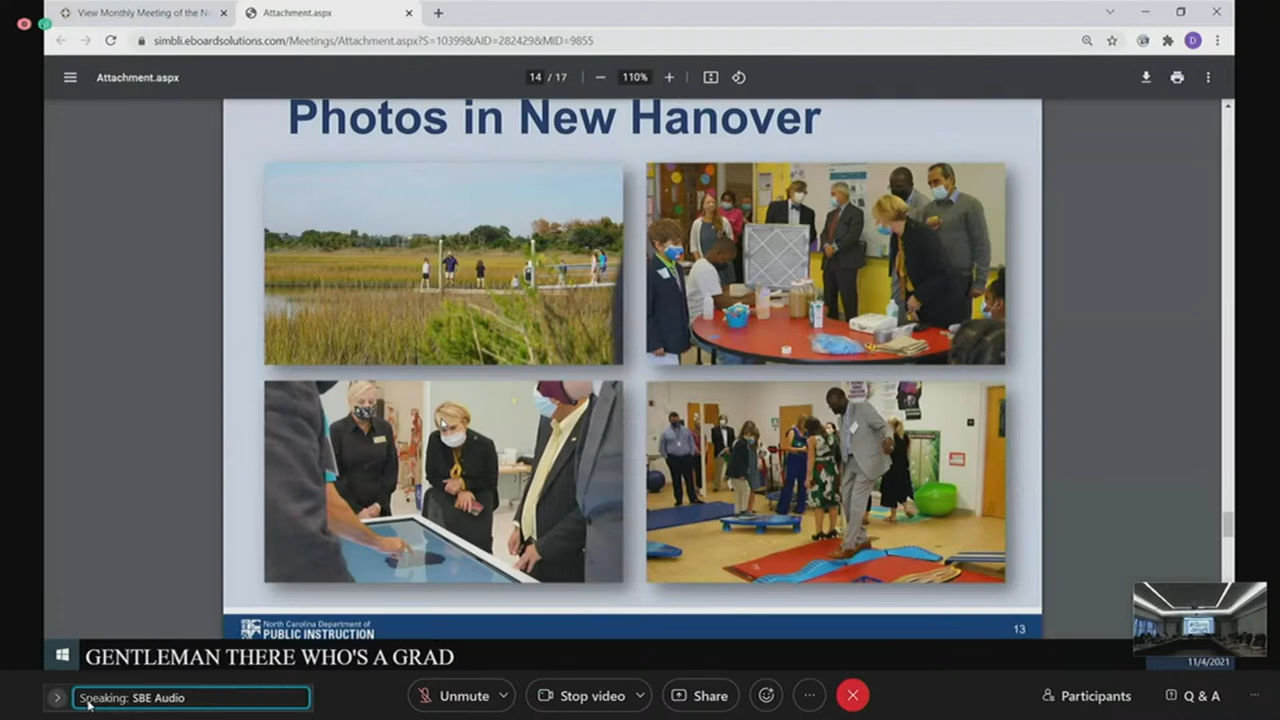 View Monthly Meeting of the N
Attachment.aspx
simbli.eboardsolutions.com/Meetings/Attachment.aspx?S=10399&AID=282429&MID=9855
Attachment.aspx
14 / 17
110%
Photos in New Hanover
North Carolina Department of
PUBLIC INSTRUCTION
13
GENTLEMAN THERE WHO'S A GRAD
11/4/2021
Speaking: SBE Audio
Unmute
Stop video
Share
Participants
Q & A